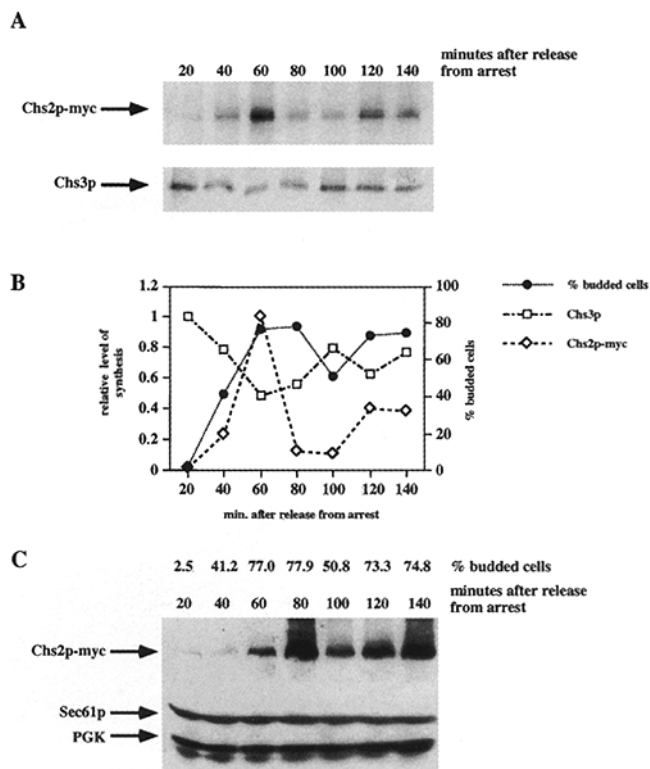 A
minutes after release
from arrest
20 40 60 80 100 120 140
Chs2p-myc
Chs3p
B
1.2
1
0.8
0.6
0.4
0.2
0
relative level of
synthesis
100
80
60
40
20
0
% budded cells
20 40 60 80 100 120 140
min. after release from arrest
% budded cells
Chs3p
Chs2p-myc
C
2.5 41.2 77.0 77.9 50.8 73.3 74.8 % budded cells
minutes after release
20 40 60 80 100 120 140 from arrest
Chs2p-myc
Sec61p
PGK